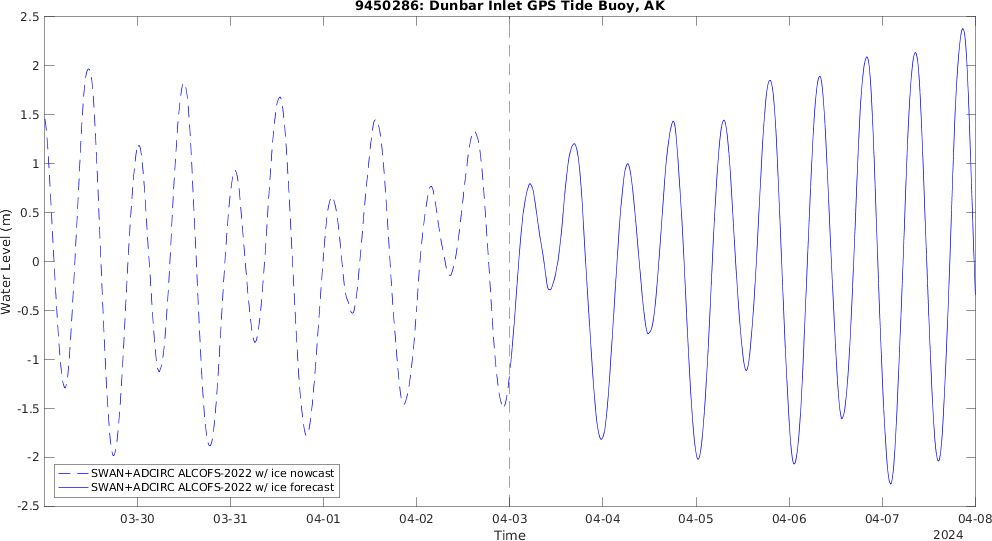 9450286: Dunbar Inlet GPS Tide Buoy, AK
2.5
2
1.5
1
0.5
0
-0.5
-1
-1.5
-2
-2.5
Water Level (m)
SWAN+ADCIRC ALCOFS-2022 w/ ice nowcast
SWAN+ADCIRC ALCOFS-2022 w/ ice forecast
03-30 03-31 04-01 04-02 04-03 04-04 04-05 04-06 04-07 04-08
Time
2024